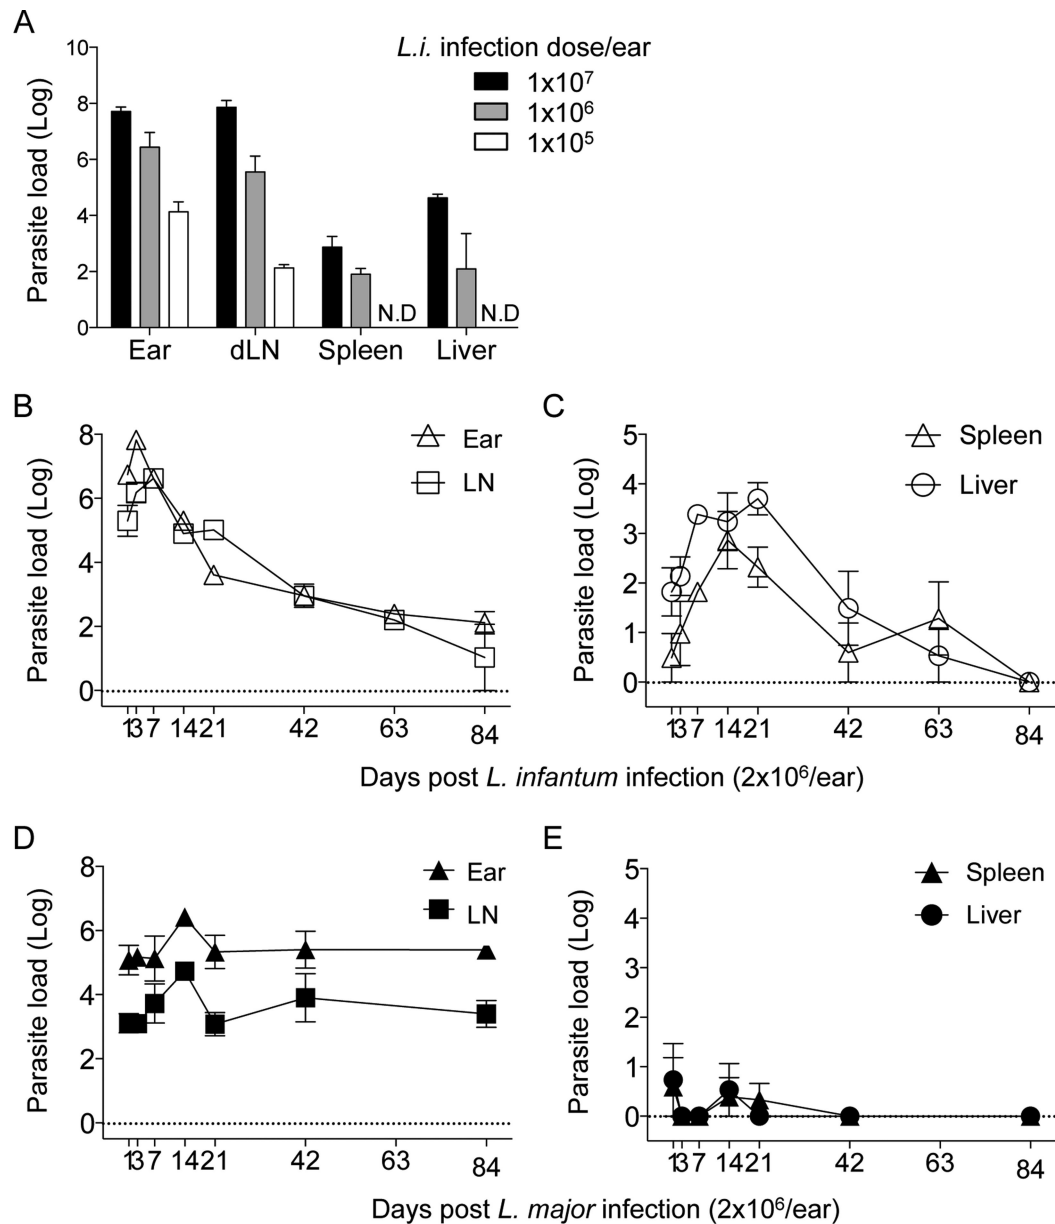 A
L.i. infection dose/ear
1x10⁷
1x10⁶
1x10⁵
Parasite load (Log)
10
8
6
4
2
0
N.D
N.D
Ear
dLN
Spleen
Liver
B
Ear
LN
Parasite load (Log)
8
6
4
2
0
1 3 7 14 21 42 63 84
C
Spleen
Liver
Parasite load (Log)
5
4
3
2
1
0
1 3 7 14 21 42 63 84
Days post L. infantum infection (2x10⁶/ear)
D
Ear
LN
Parasite load (Log)
8
6
4
2
0
1 3 7 14 21 42 63 84
E
Spleen
Liver
Parasite load (Log)
5
4
3
2
1
0
1 3 7 14 21 42 63 84
Days post L. major infection (2x10⁶/ear)